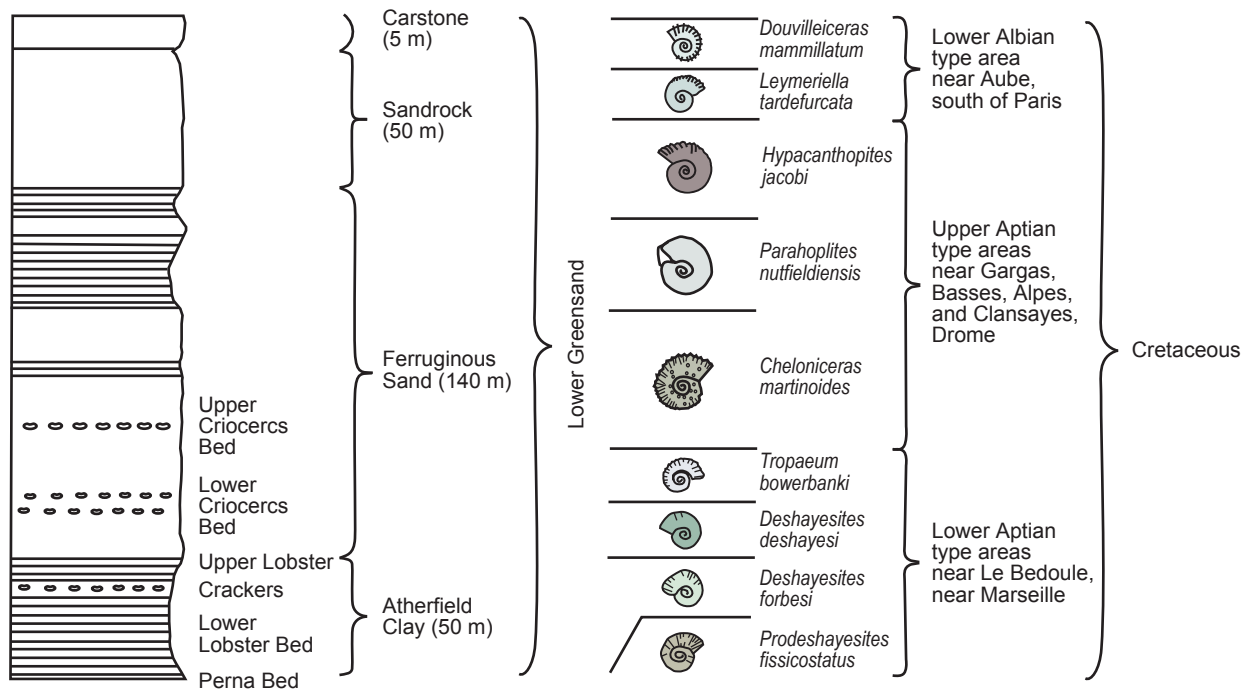 Carstone
(5 m)
Sandrock
(50 m)
Ferruginous
Sand (140 m)
Upper
Criocercs
Bed
Lower
Criocercs
Bed
Upper Lobster
Crackers
Lower
Lobster Bed
Perna Bed
Atherfield
Clay (50 m)
Lower Greensand
Douvilleiceras
mammillatum
Leymeriella
tardefurcata
Hypacanthopites
jacobi
Parahoplites
nutfieldiensis
Cheloniceras
martinoides
Tropaeum
bowerbanki
Deshayesites
deshayesi
Deshayesites
forbesi
Prodeshayesites
fissicostatus
Lower Albian
type area
near Aube,
south of Paris
Upper Aptian
type areas
near Gargas,
Basses, Alpes,
and Clansayes,
Drome
Lower Aptian
type areas
near Le Bedoule,
near Marseille
Cretaceous